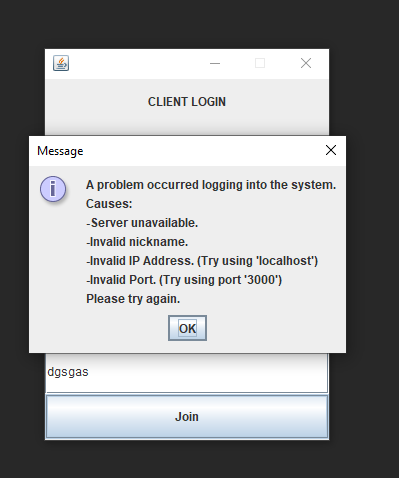 CLIENT LOGIN
Message
A problem occurred logging into the system.
Causes:
-Server unavailable.
-Invalid nickname.
-Invalid IP Address. (Try using 'localhost')
-Invalid Port. (Try using port '3000')
Please try again.
OK
dgsgas
Join